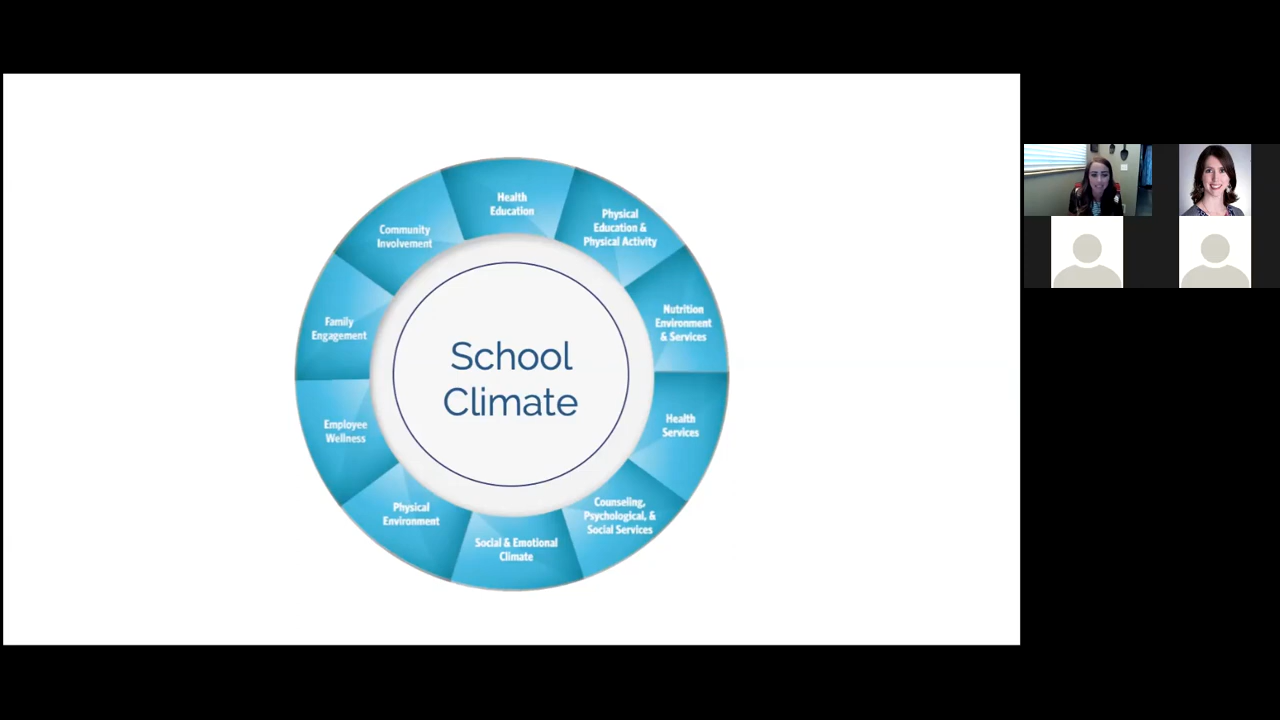 Health
Education
Physical
Education &
Physical Activity
Nutrition
Environment
& Services
Health
Services
Counseling,
Psychological, &
Social Services
Social & Emotional
Climate
Physical
Environment
Employee
Wellness
Family
Engagement
Community
Involvement
School
Climate